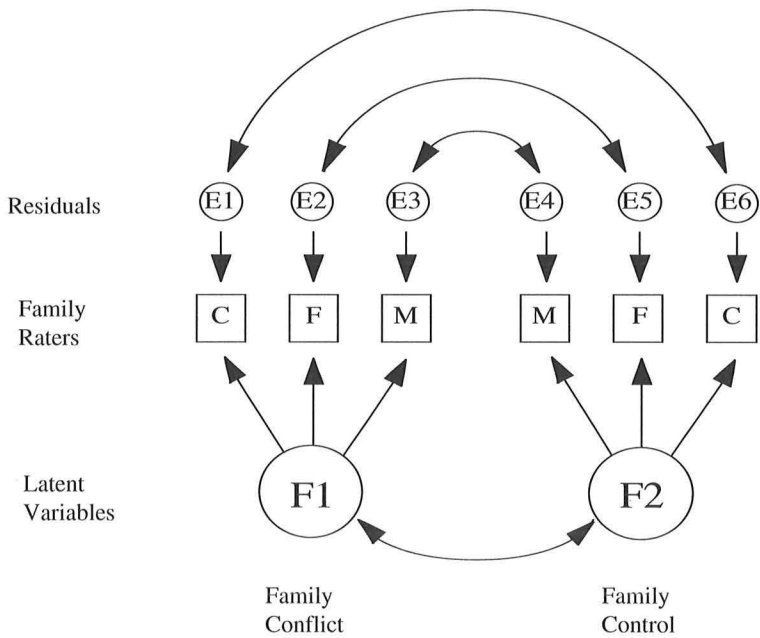 Residuals E1 E2 E3 E4 E5 E6
Family
Raters
C F M M F C
Latent
Variables
F1 F2
Family
Conflict
Family
Control